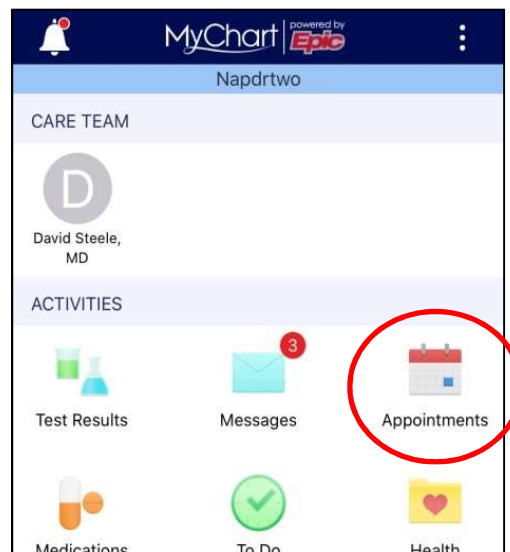 MyChart powered by Epic
Napdrtwo
CARE TEAM
D
David Steele,
MD
ACTIVITIES
3
Test Results Messages Appointments
Medications To Do Health